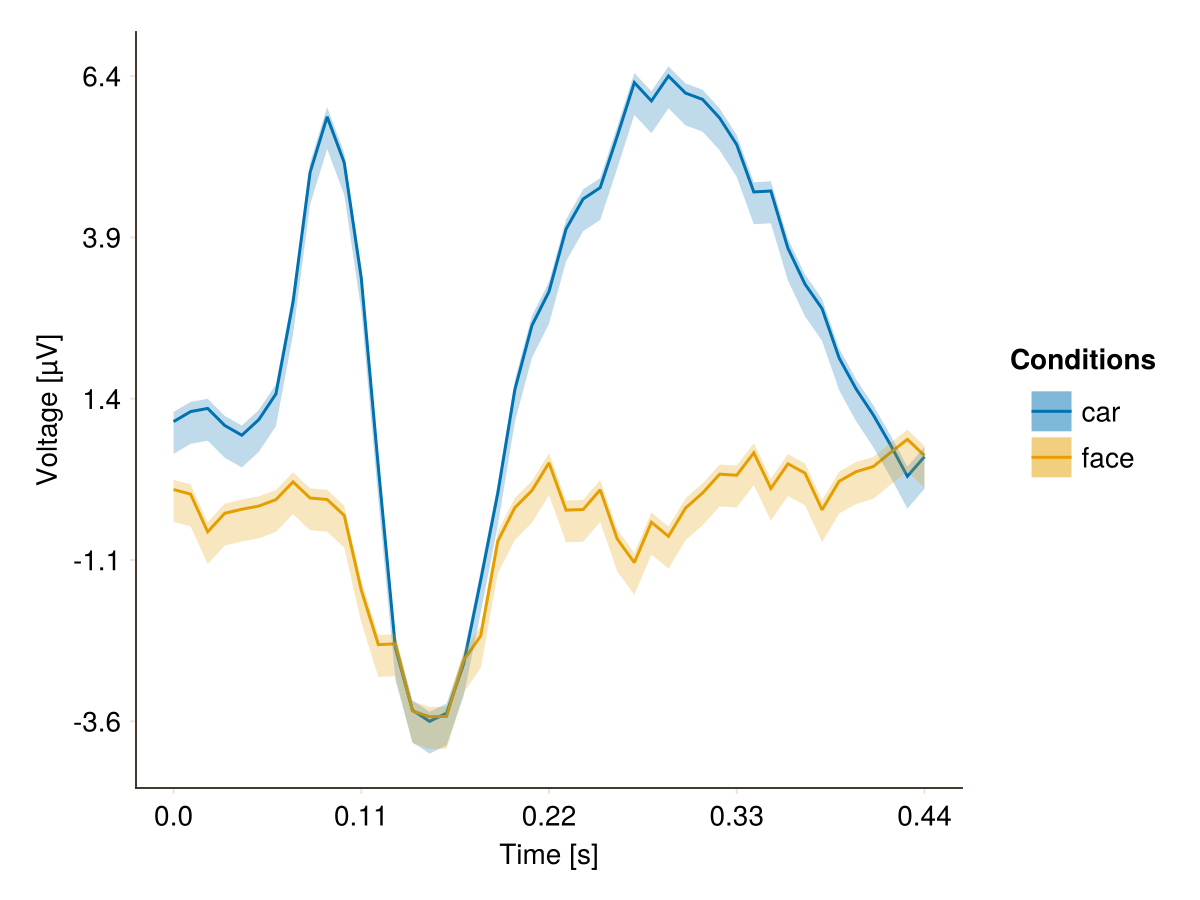 6.4
3.9
1.4
-1.1
-3.6
Voltage [µV]
0.0 0.11 0.22 0.33 0.44
Time [s]
Conditions
car
face